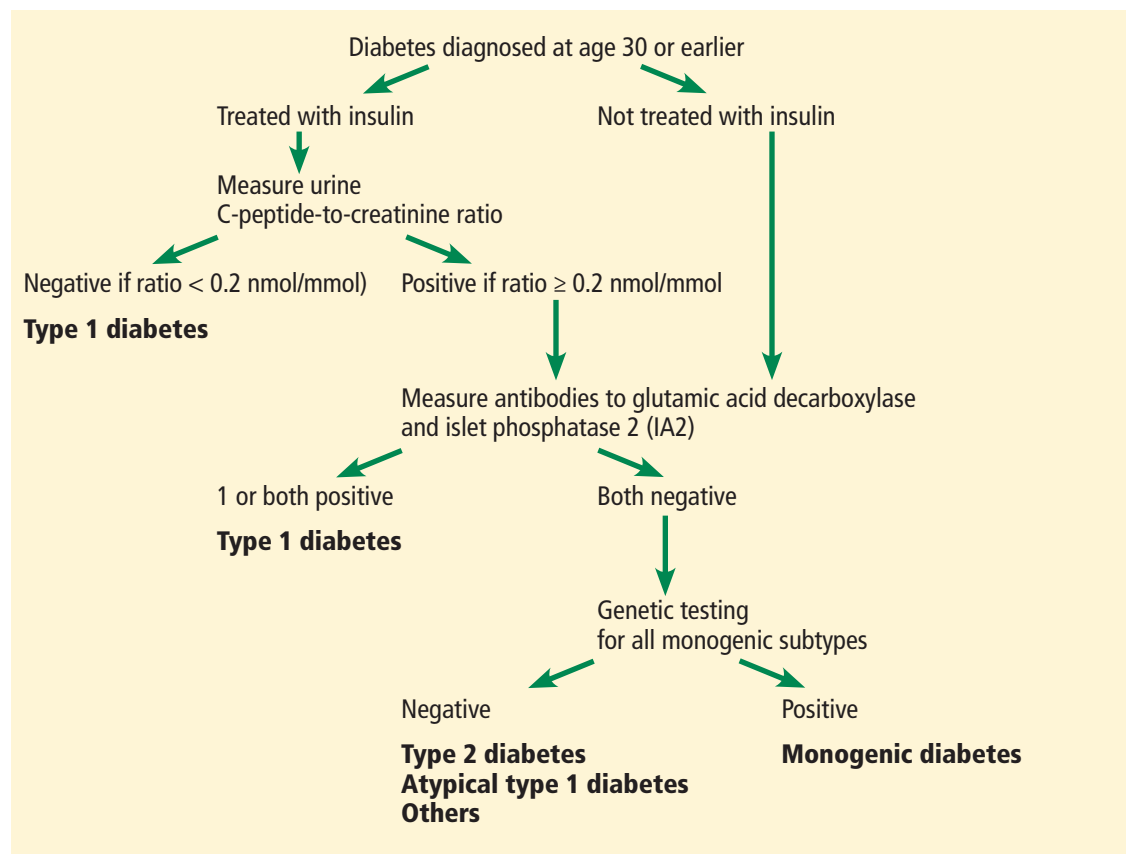 Diabetes diagnosed at age 30 or earlier
Treated with insulin
Not treated with insulin
Measure urine
C-peptide-to-creatinine ratio
Negative if ratio < 0.2 nmol/mmol)
Positive if ratio ≥ 0.2 nmol/mmol
Type 1 diabetes
Measure antibodies to glutamic acid decarboxylase
and islet phosphatase 2 (IA2)
1 or both positive
Both negative
Type 1 diabetes
Genetic testing
for all monogenic subtypes
Negative
Positive
Type 2 diabetes
Monogenic diabetes
Atypical type 1 diabetes
Others